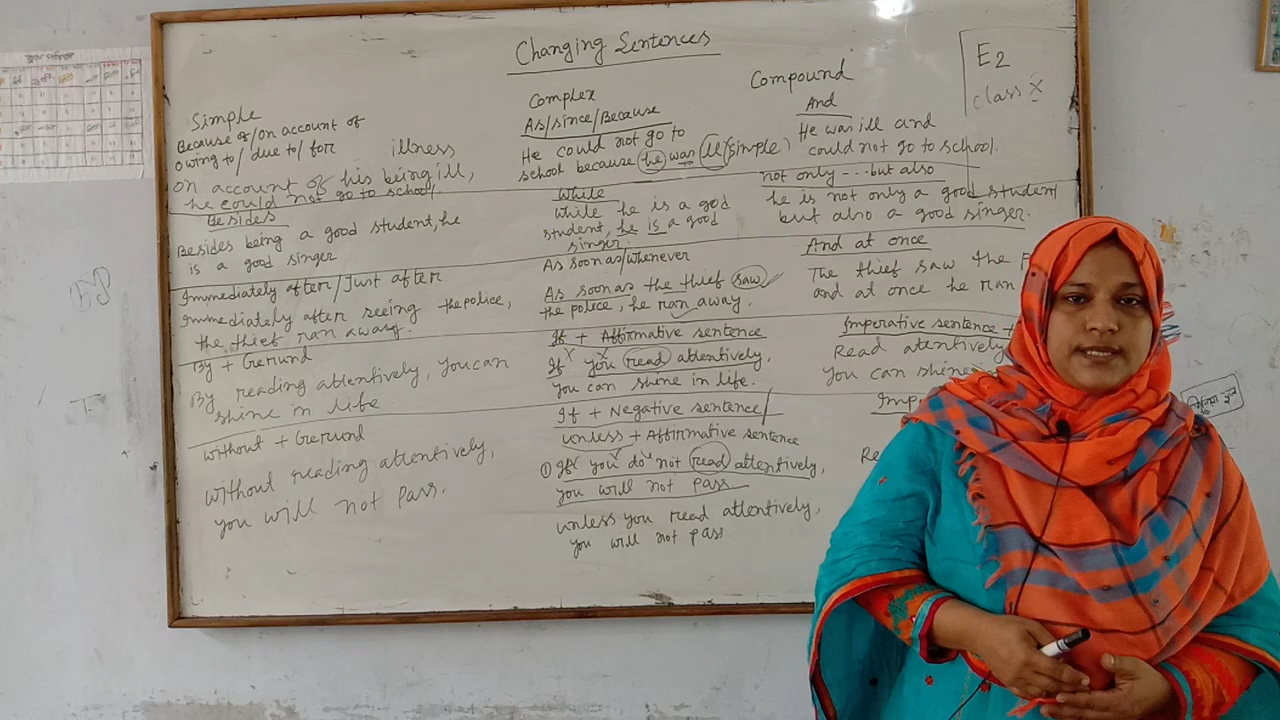 Changing Sentences
E2
class X
Simple
Because of/on account of
owing to/ due to/ for
illness
on account of his being ill,
he could not go to school,
Besides
Besides being a good student, he
is a good singer
Immediately after/Just after
Immediately after seeing the police,
the thief ran away.
By + Gerund
By reading attentively, you can
shine in life
without + Gerund
without reading attentively,
you will not pass.
Complex
As/since/Because
He could not go to
school because he was ill (simple)
While
while he is a god
student, he is a good
singer.
As soon as/whenever
As soon as the thief saw
the police, he ran away.
If + Affirmative sentence
If you read attentively,
you can shine in life.
If + Negative sentence/
unless + Affirmative sentence
① If you do not read attentively,
you will not pass
unless you read attentively,
you will not pass.
Compound
And
He was ill and
could not go to school.
not only --- but also
he is not only a good student
but also a good singer.
And at once
The thief saw the
and at once he ran
Imperative sentence +
Read atentively
you can shine